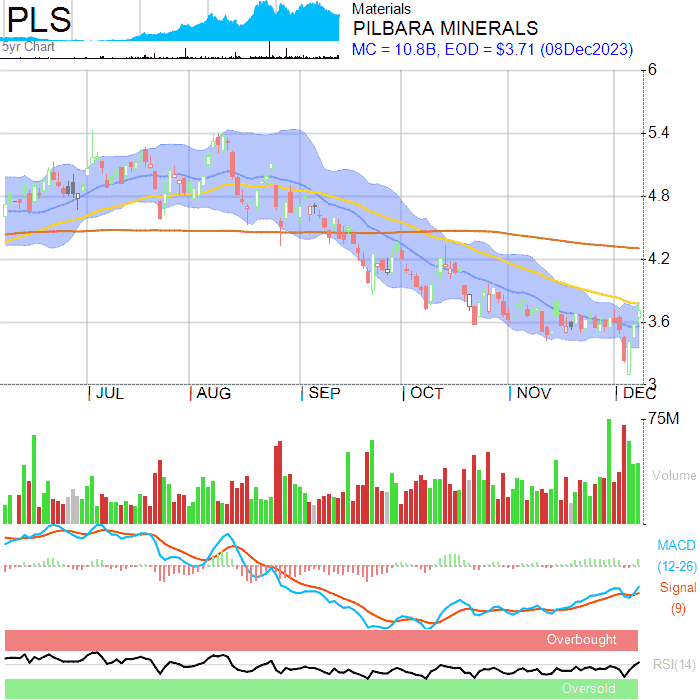 PLS
Materials
PILBARA MINERALS
5yr Chart
MC = 10.8B, EOD = $3.71 (08Dec2023)
6
5.4
4.8
4.2
3.6
3
JUL AUG SEP OCT NOV DEC
75M
Volume
MACD
(12-26)
Signal
(9)
Overbought
RSI(14)
Oversold